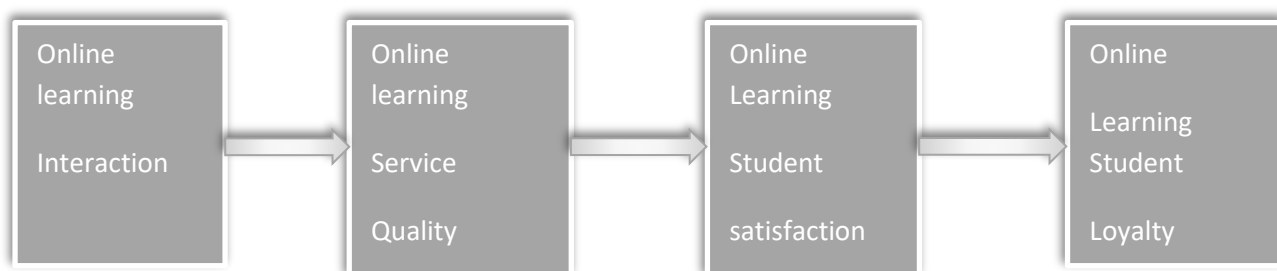 Online
learning
Interaction
Online
learning
Service
Quality
Online
Learning
Student
satisfaction
Online
Learning
Student
Loyalty